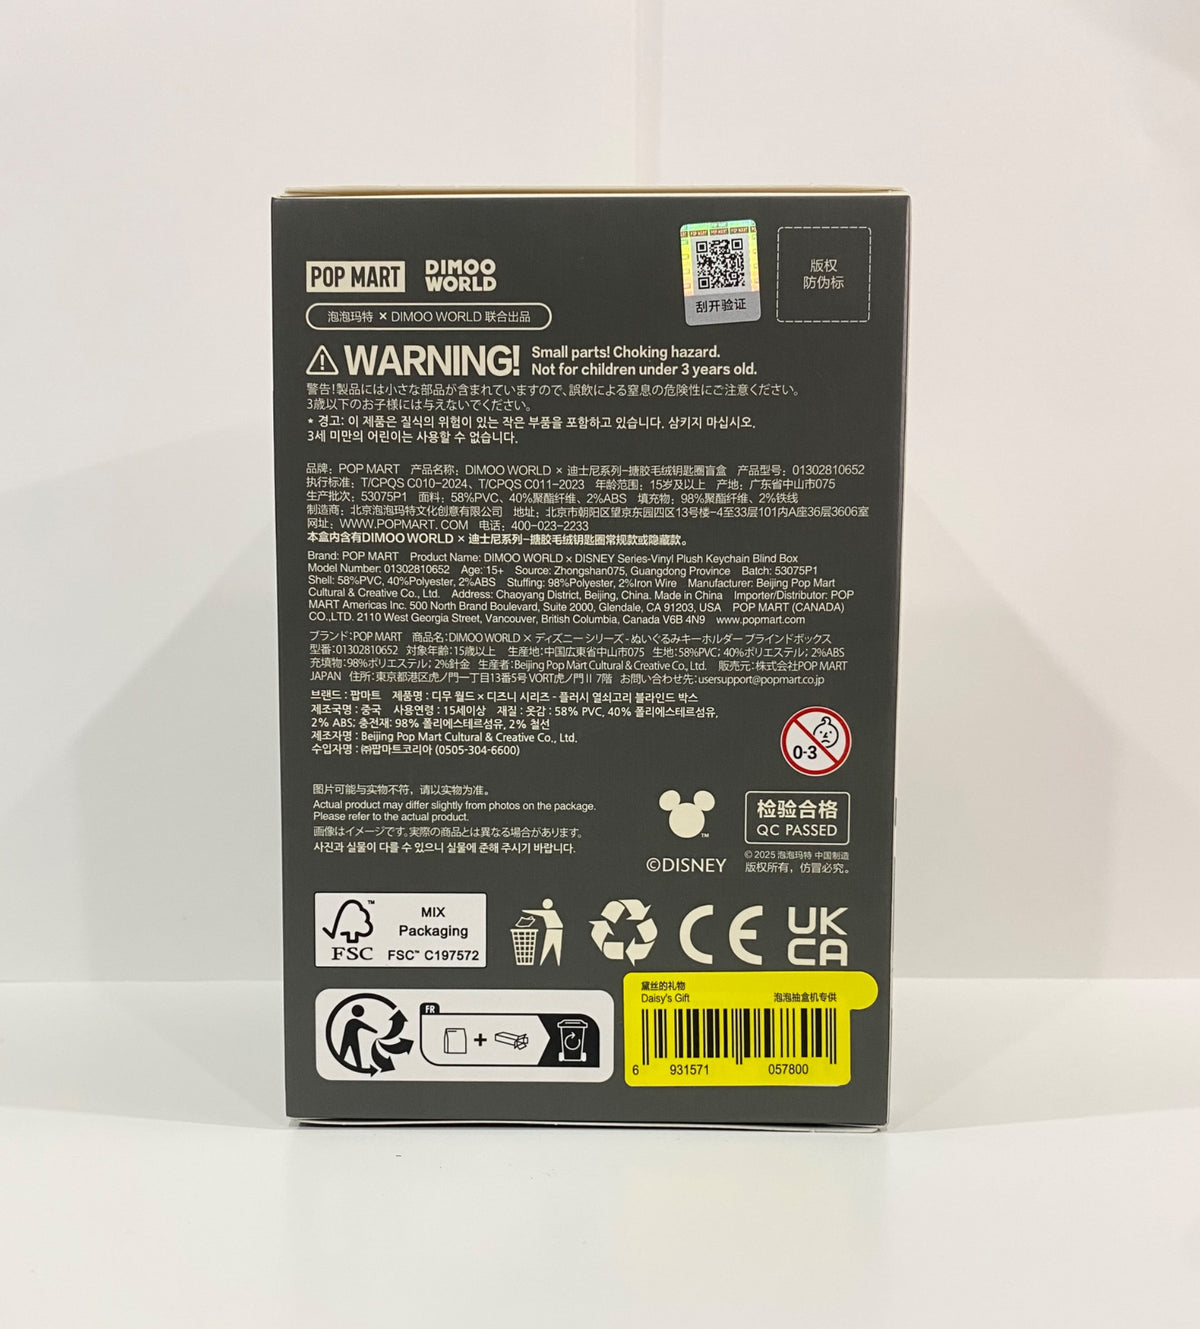 POP MART
DIMOO
WORLD
刮开验证
版权
防伪标
泡泡玛特 × DIMOO WORLD 联合出品
WARNING! Small parts! Choking hazard.
Not for children under 3 years old.
警告!製品には小さな部品が含まれていますので、誤飲による窒息の危険性にご注意ください。
3歳以下のお子様には与えないでください。
* 경고: 이 제품은 질식의 위험이 있는 작은 부품을 포함하고 있습니다. 삼키지 마십시오.
3세 미만의 어린이는 사용할 수 없습니다.
品牌：POP MART 产品名称：DIMOO WORLD × 迪士尼系列-搪胶毛绒钥匙圈盲盒 产品型号：01302810652
执行标准：T/CPQS C010-2024、T/CPQS C011-2023 年龄范围：15岁及以上 产地：广东省中山市075
生产批次：53075P1 面料：58%PVC、40%聚酯纤维、2%ABS 填充物：98%聚酯纤维、2%铁线
制造商：北京泡泡玛特文化创意有限公司 地址：北京市朝阳区望京东园四区13号楼-4至33层101内A座36层3606室
网址：WWW.POPMART.COM 电话：400-023-2233
本盒内含有DIMOO WORLD × 迪士尼系列-搪胶毛绒钥匙圈常规款或隐藏款。
Brand: POP MART Product Name: DIMOO WORLD × DISNEY Series-Vinyl Plush Keychain Blind Box
Model Number: 01302810652 Age: 15+ Source: Zhongshan075, Guangdong Province Batch: 53075P1
Shell: 58%PVC, 40%Polyester, 2%ABS Stuffing: 98%Polyester, 2%Iron Wire Manufacturer: Beijing Pop Mart
Cultural & Creative Co., Ltd. Address: Chaoyang District, Beijing, China. Made in China Importer/Distributor: POP
MART Americas Inc. 500 North Brand Boulevard, Suite 2000, Glendale, CA 91203, USA POP MART (CANADA)
CO.,LTD. 2110 West Georgia Street, Vancouver, British Columbia, Canada V6B 4N9 www.popmart.com
ブランド:POP MART 商品名:DIMOO WORLD × ディズニー シリーズ - ぬいぐるみキーホルダー ブラインドボックス
型番:01302810652 対象年齢:15歳以上 生産地:中国広東省中山市075 生地:58%PVC; 40%ポリエステル; 2%ABS
充填物:98%ポリエステル; 2%針金 生産者:Beijing Pop Mart Cultural & Creative Co., Ltd. 販売元:株式会社POP MART
JAPAN 住所:東京都港区虎ノ門一丁目13番5号 VORT虎ノ門Ⅱ 7階 お問い合わせ先:usersupport@popmart.co.jp
브랜드 : 팝마트 제품명 : 디무 월드 × 디즈니 시리즈 - 플러시 열쇠고리 블라인드 박스
제조국명 : 중국 사용연령 : 15세이상 재질 : 옷감 : 58% PVC, 40% 폴리에스테르섬유,
2% ABS; 충전재: 98% 폴리에스테르섬유, 2% 철선
제조자명 : Beijing Pop Mart Cultural & Creative Co., Ltd.
수입자명 : ㈜팝마트코리아 (0505-304-6600)
0-3
图片可能与实物不符，请以实物为准。
Actual product may differ slightly from photos on the package.
Please refer to the actual product.
画像はイメージです。実際の商品とは異なる場合があります。
사진과 실물이 다를 수 있으니 실물에 준해 주시기 바랍니다.
TM
©DISNEY
检验合格
QC PASSED
© 2025 泡泡玛特 中国制造
版权所有，仿冒必究。
TM
FSC
MIX
Packaging
FSC™ C197572
CE
UK
CA
FR
+
黛丝的礼物
Daisy's Gift
泡泡抽盒机专供
6 931571 057800